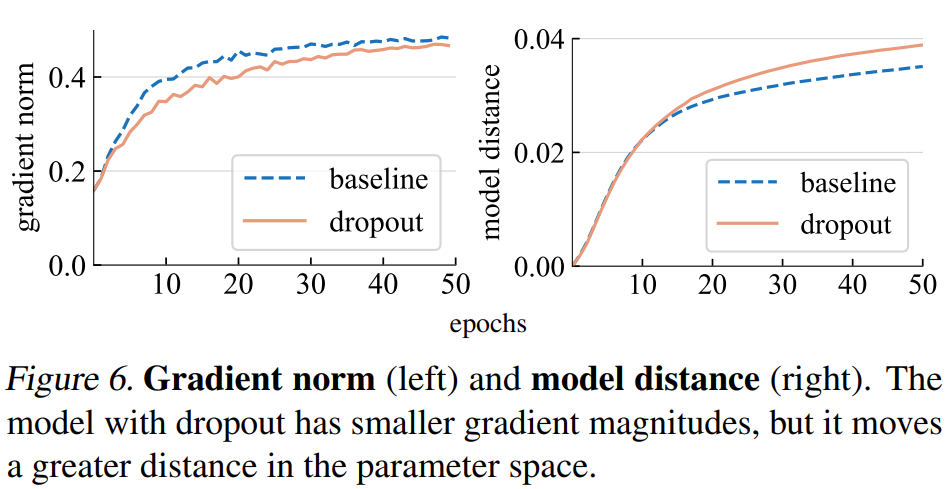 gradient norm
0.4
0.2
0.0
10 20 30 40 50
baseline
dropout
model distance
0.04
0.02
0.00
10 20 30 40 50
baseline
dropout
epochs
Figure 6. Gradient norm (left) and model distance (right). The
model with dropout has smaller gradient magnitudes, but it moves
a greater distance in the parameter space.